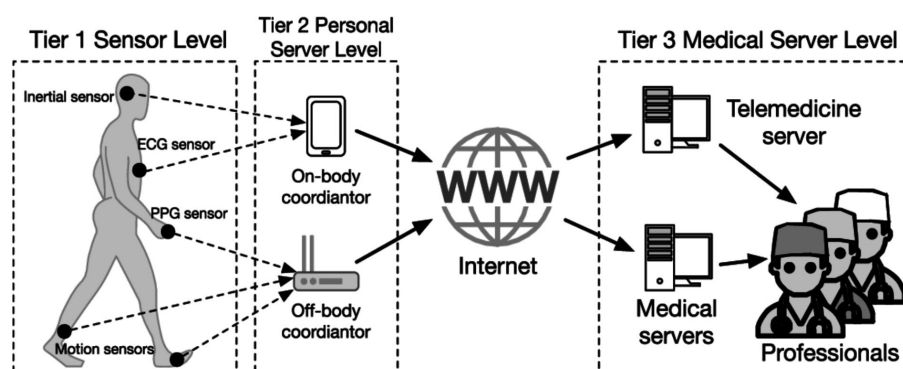 Tier 1 Sensor Level
Inertial sensor
ECG sensor
PPG sensor
Motion sensors
Tier 2 Personal
Server Level
On-body
coordiantor
Off-body
coordiantor
WWW
Internet
Tier 3 Medical Server Level
Telemedicine
server
Medical
servers
Professionals